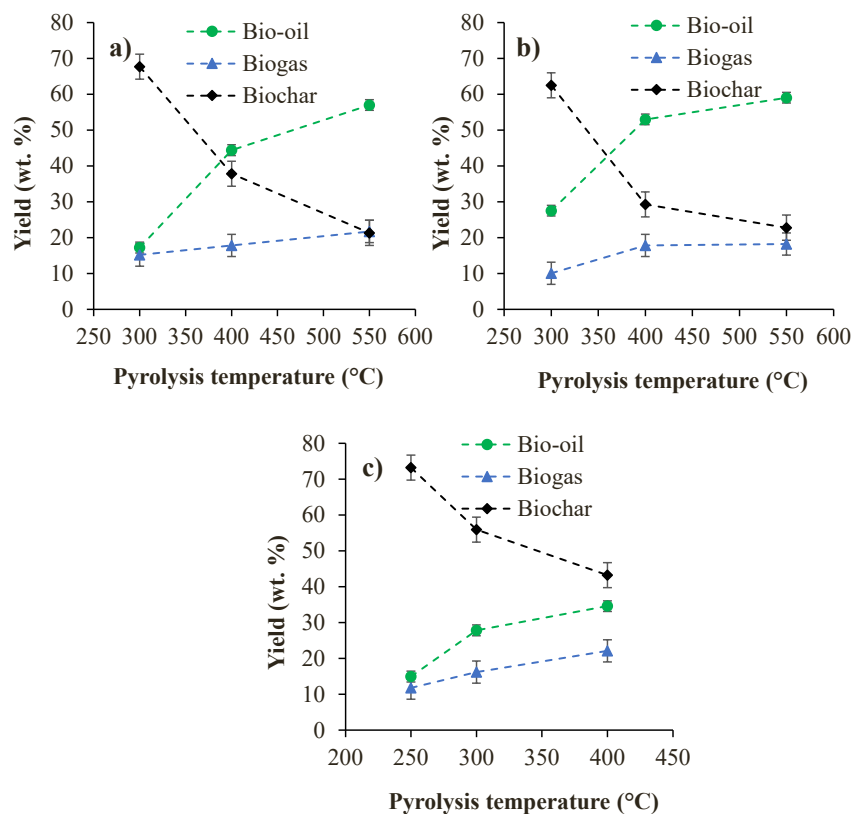 a)
Bio-oil
Biogas
Biochar
Yield (wt. %)
80
70
60
50
40
30
20
10
0
250 300 350 400 450 500 550 600
Pyrolysis temperature (°C)
b)
Bio-oil
Biogas
Biochar
Yield (wt. %)
80
70
60
50
40
30
20
10
0
250 300 350 400 450 500 550 600
Pyrolysis temperature (°C)
c)
Bio-oil
Biogas
Biochar
Yield (wt. %)
80
70
60
50
40
30
20
10
0
200 250 300 350 400 450
Pyrolysis temperature (°C)